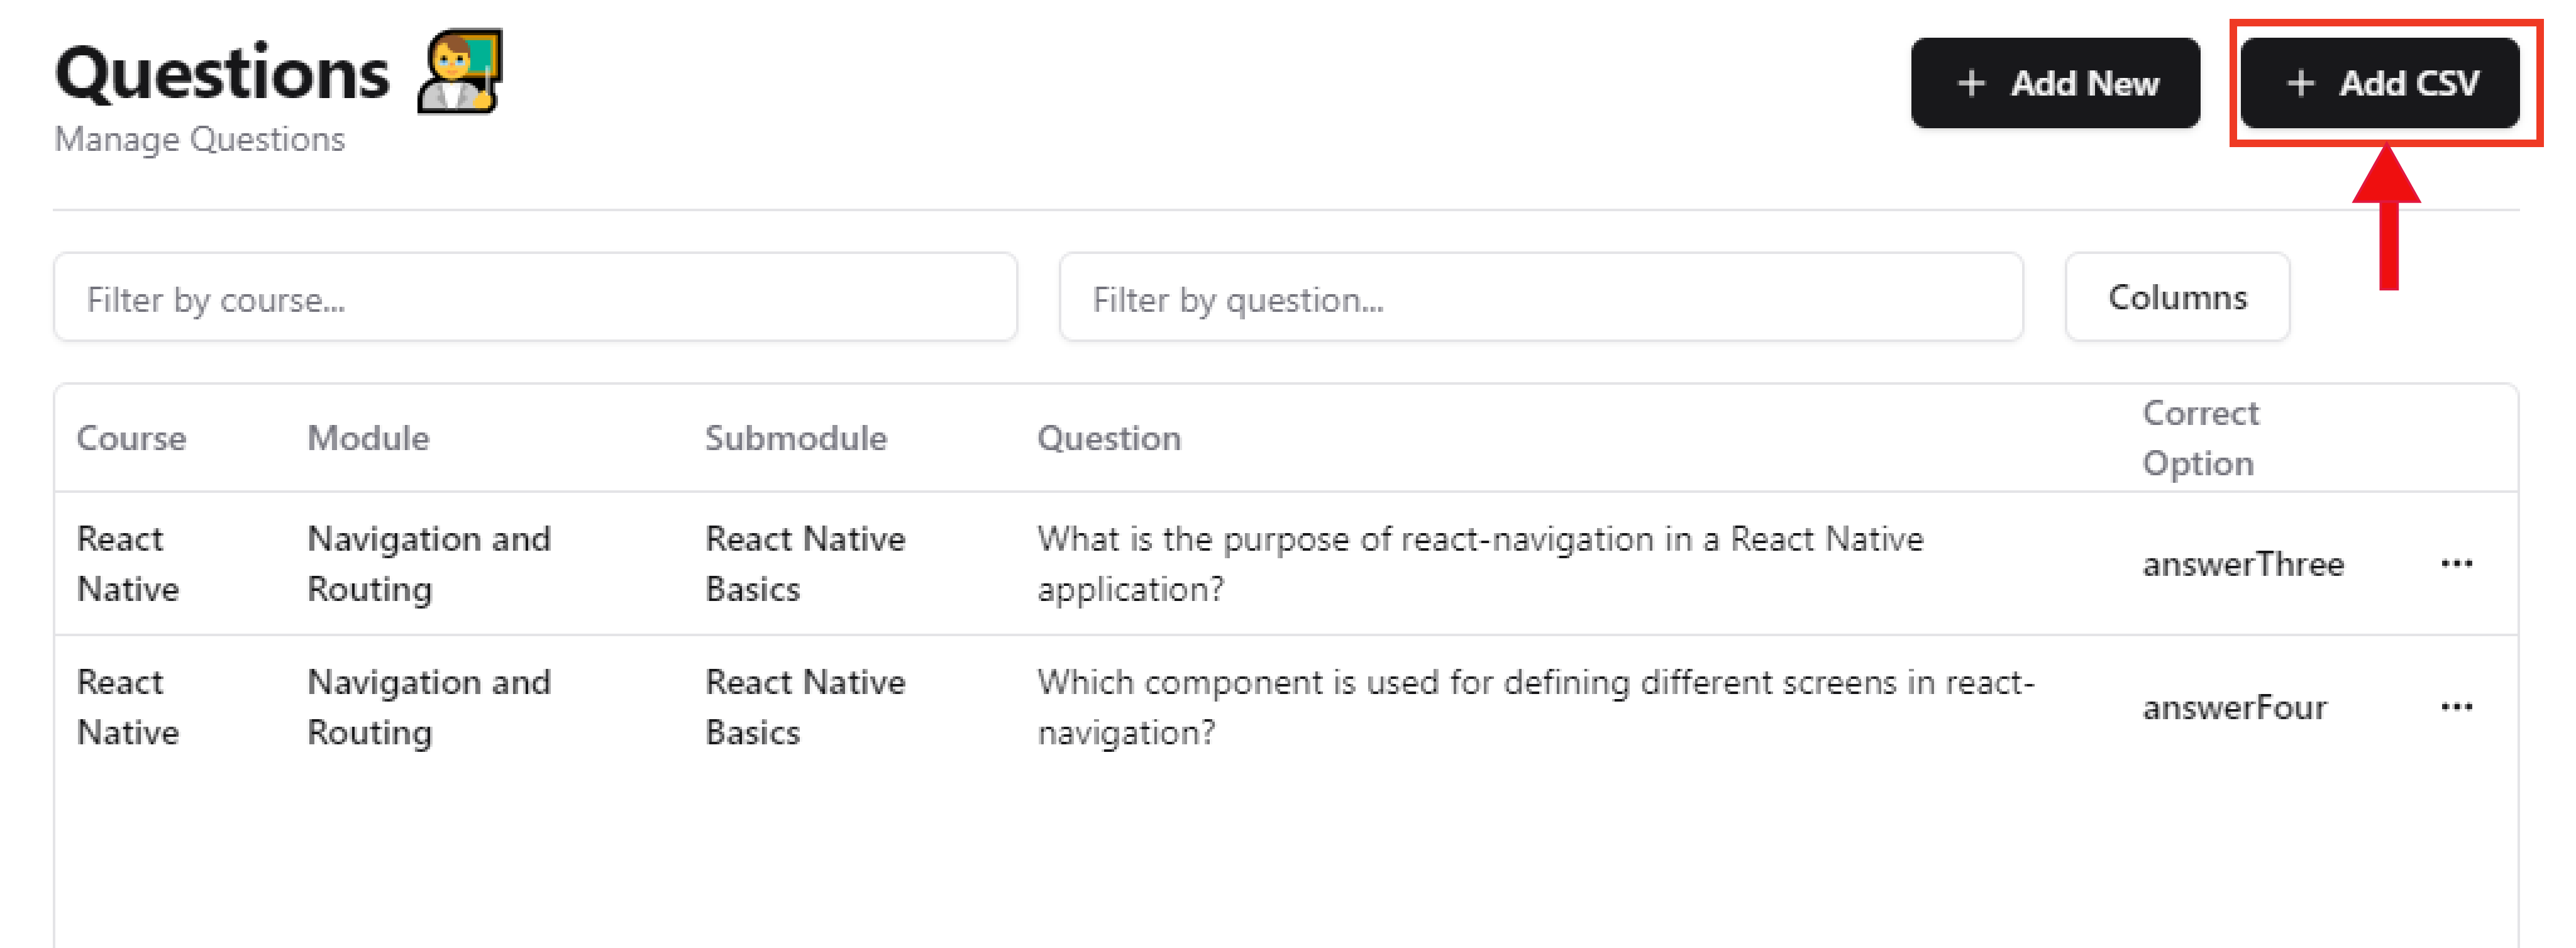 Questions
Manage Questions
+ Add New
+ Add CSV
Filter by course...
Filter by question...
Columns
Course
Module
Submodule
Question
Correct
Option
React
Native
Navigation and
Routing
React Native
Basics
What is the purpose of react-navigation in a React Native
application?
answerThree
...
React
Native
Navigation and
Routing
React Native
Basics
Which component is used for defining different screens in react-
navigation?
answerFour
...